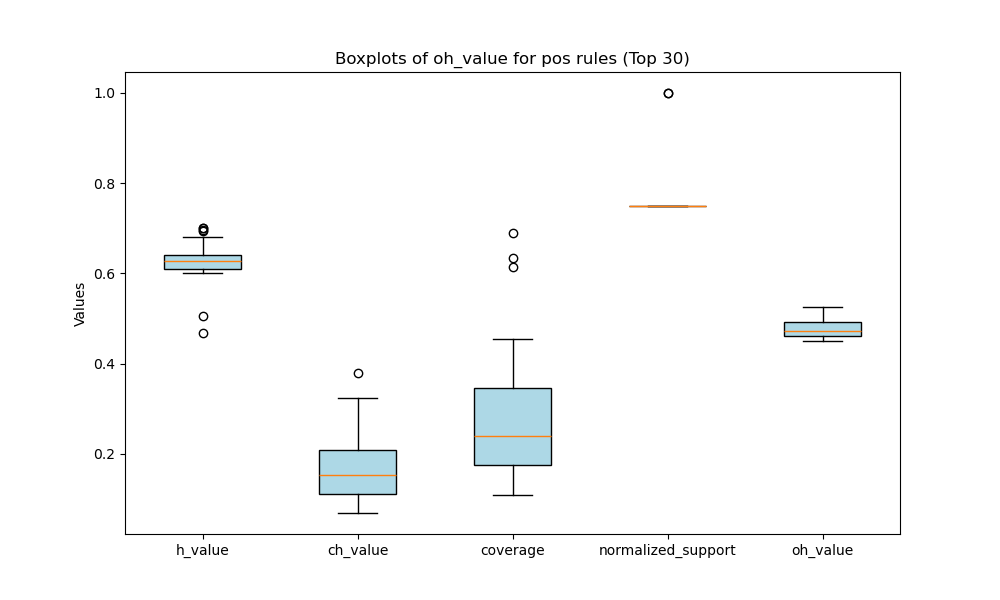 Boxplots of oh_value for pos rules (Top 30)
Values
1.0
0.8
0.6
0.4
0.2
h_value
ch_value
coverage
normalized_support
oh_value